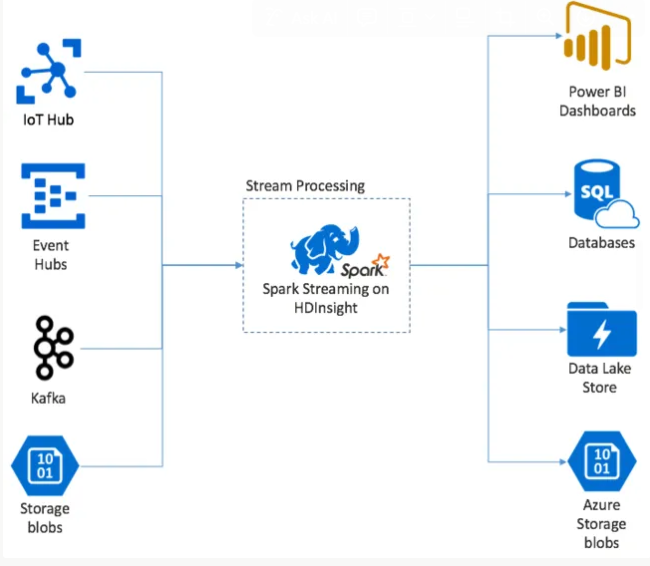 IoT Hub
Event
Hubs
Kafka
10
01
Storage
blobs
Stream Processing
Spark
Spark Streaming on
HDInsight
Power BI
Dashboards
SQL
Databases
Data Lake
Store
10
01
Azure
Storage
blobs